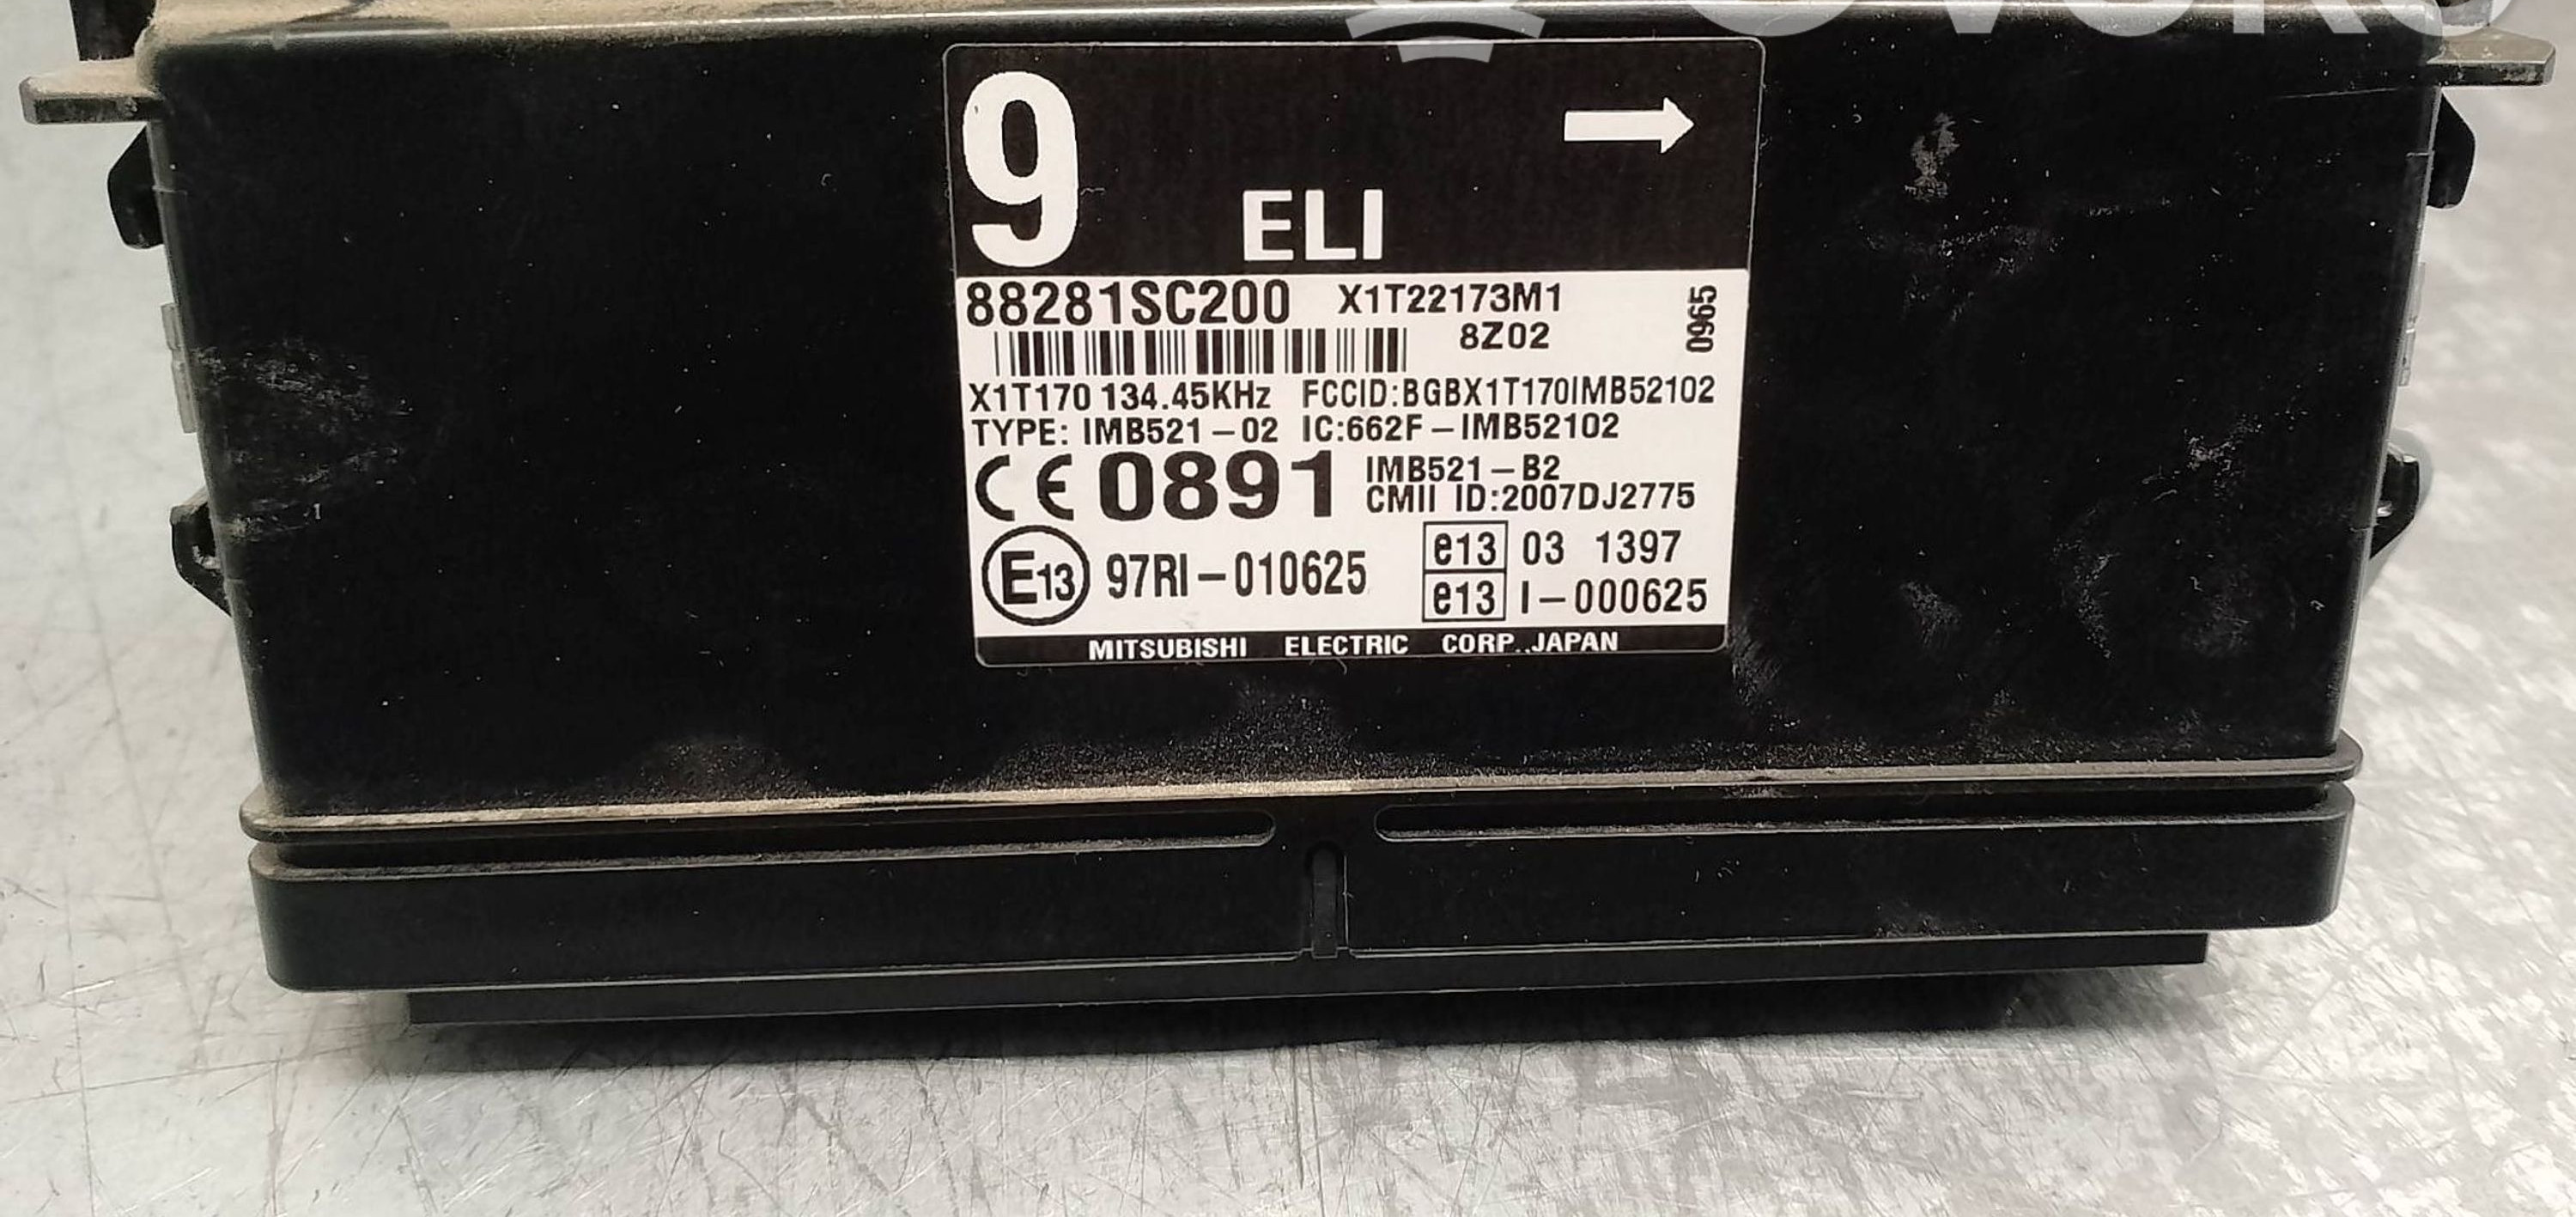 9
ELI
88281SC200 X1T22173M1
8Z02
0965
X1T170 134.45KHz FCCID:BGBX1T170IMB52102
TYPE: IMB521-02 IC:662F-IMB52102
CE 0891 IMB521-B2
CMII ID:2007DJ2775
E13 97RI-010625
e13 03 1397
e13 I-000625
MITSUBISHI ELECTRIC CORP. JAPAN